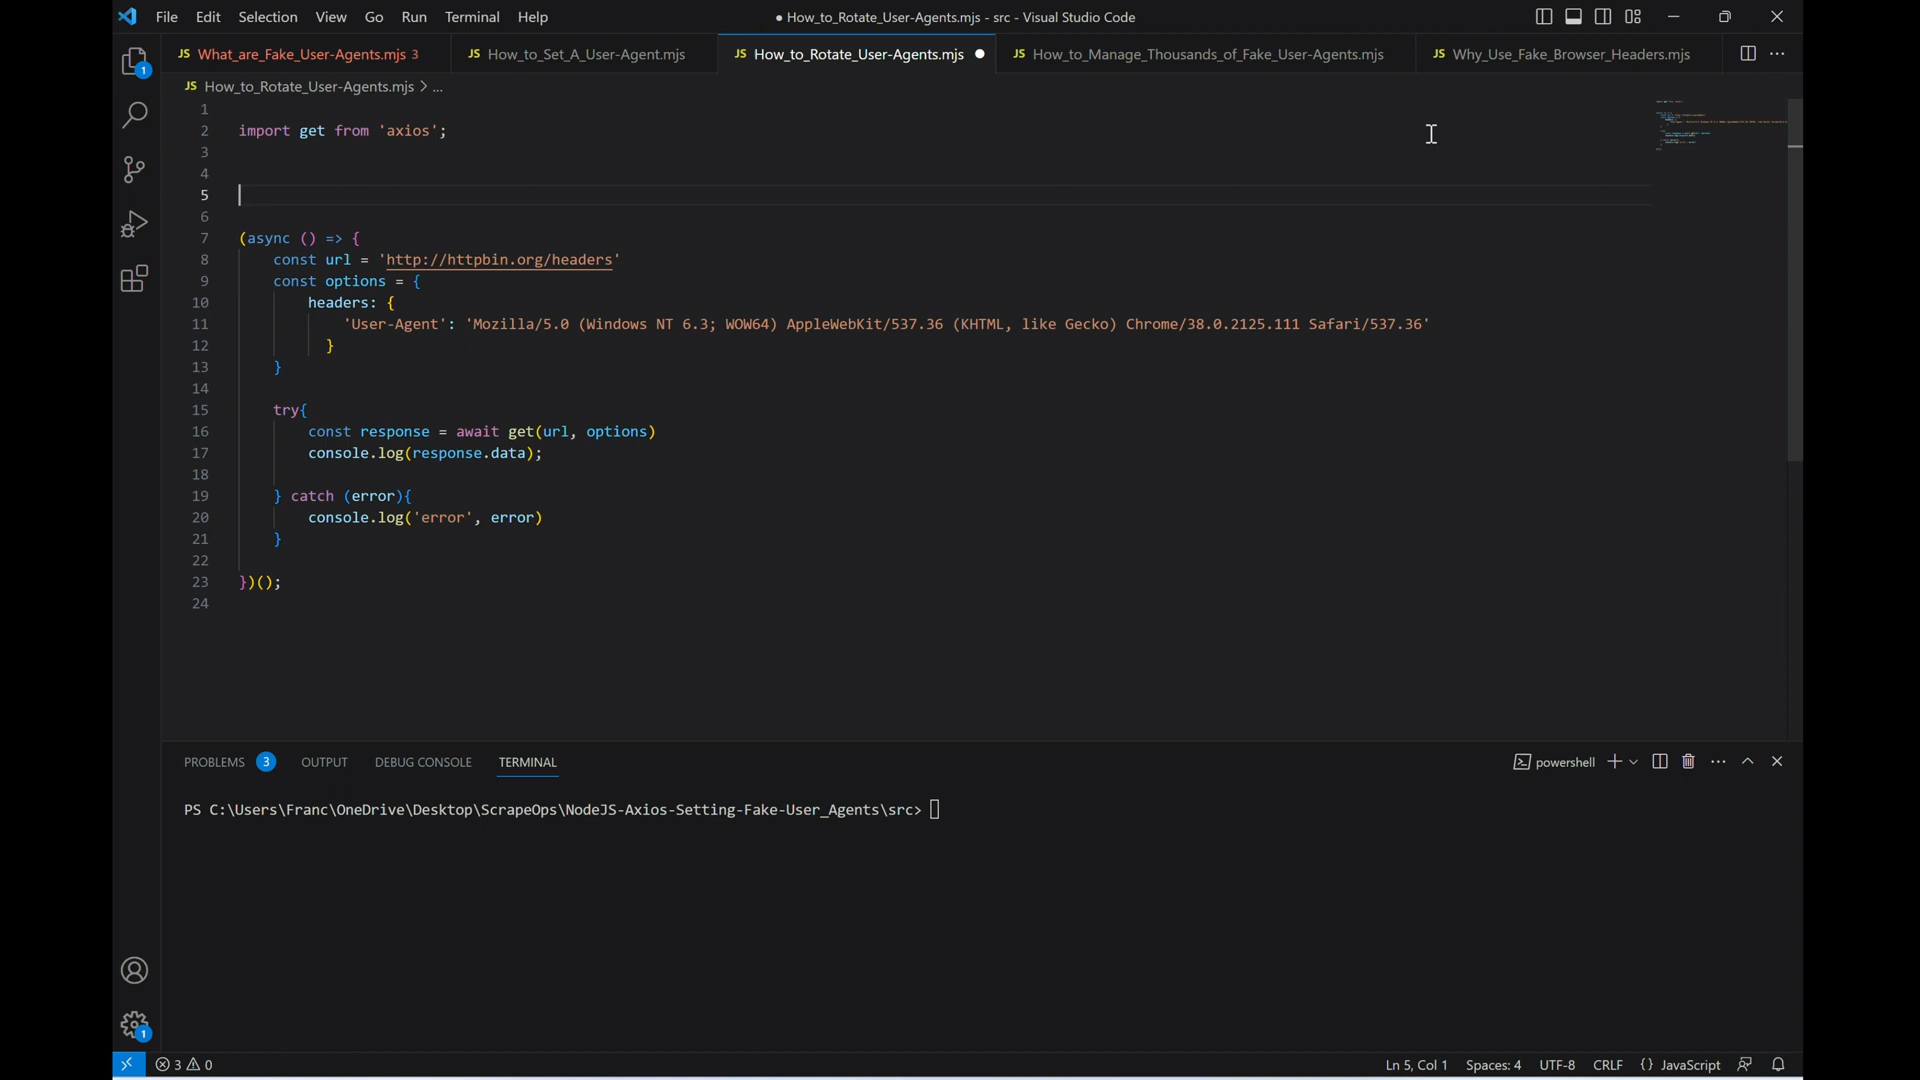 File Edit Selection View Go Run Terminal Help
● How_to_Rotate_User-Agents.mjs - src - Visual Studio Code
JS What_are_Fake_User-Agents.mjs 3
JS How_to_Set_A_User-Agent.mjs
JS How_to_Rotate_User-Agents.mjs ●
JS How_to_Manage_Thousands_of_Fake_User-Agents.mjs
JS Why_Use_Fake_Browser_Headers.mjs
1
JS How_to_Rotate_User-Agents.mjs > ...
1
2 import get from 'axios';
3
4
5
6
7 (async () => {
8 const url = 'http://httpbin.org/headers'
9 const options = {
10 headers: {
11 'User-Agent': 'Mozilla/5.0 (Windows NT 6.3; WOW64) AppleWebKit/537.36 (KHTML, like Gecko) Chrome/38.0.2125.111 Safari/537.36'
12 }
13 }
14
15 try{
16 const response = await get(url, options)
17 console.log(response.data);
18
19 } catch (error){
20 console.log('error', error)
21 }
22
23 })();
24
PROBLEMS 3 OUTPUT DEBUG CONSOLE TERMINAL
powershell
PS C:\Users\Franc\OneDrive\Desktop\ScrapeOps\NodeJS-Axios-Setting-Fake-User_Agents\src>
1
3 0
Ln 5, Col 1 Spaces: 4 UTF-8 CRLF {} JavaScript